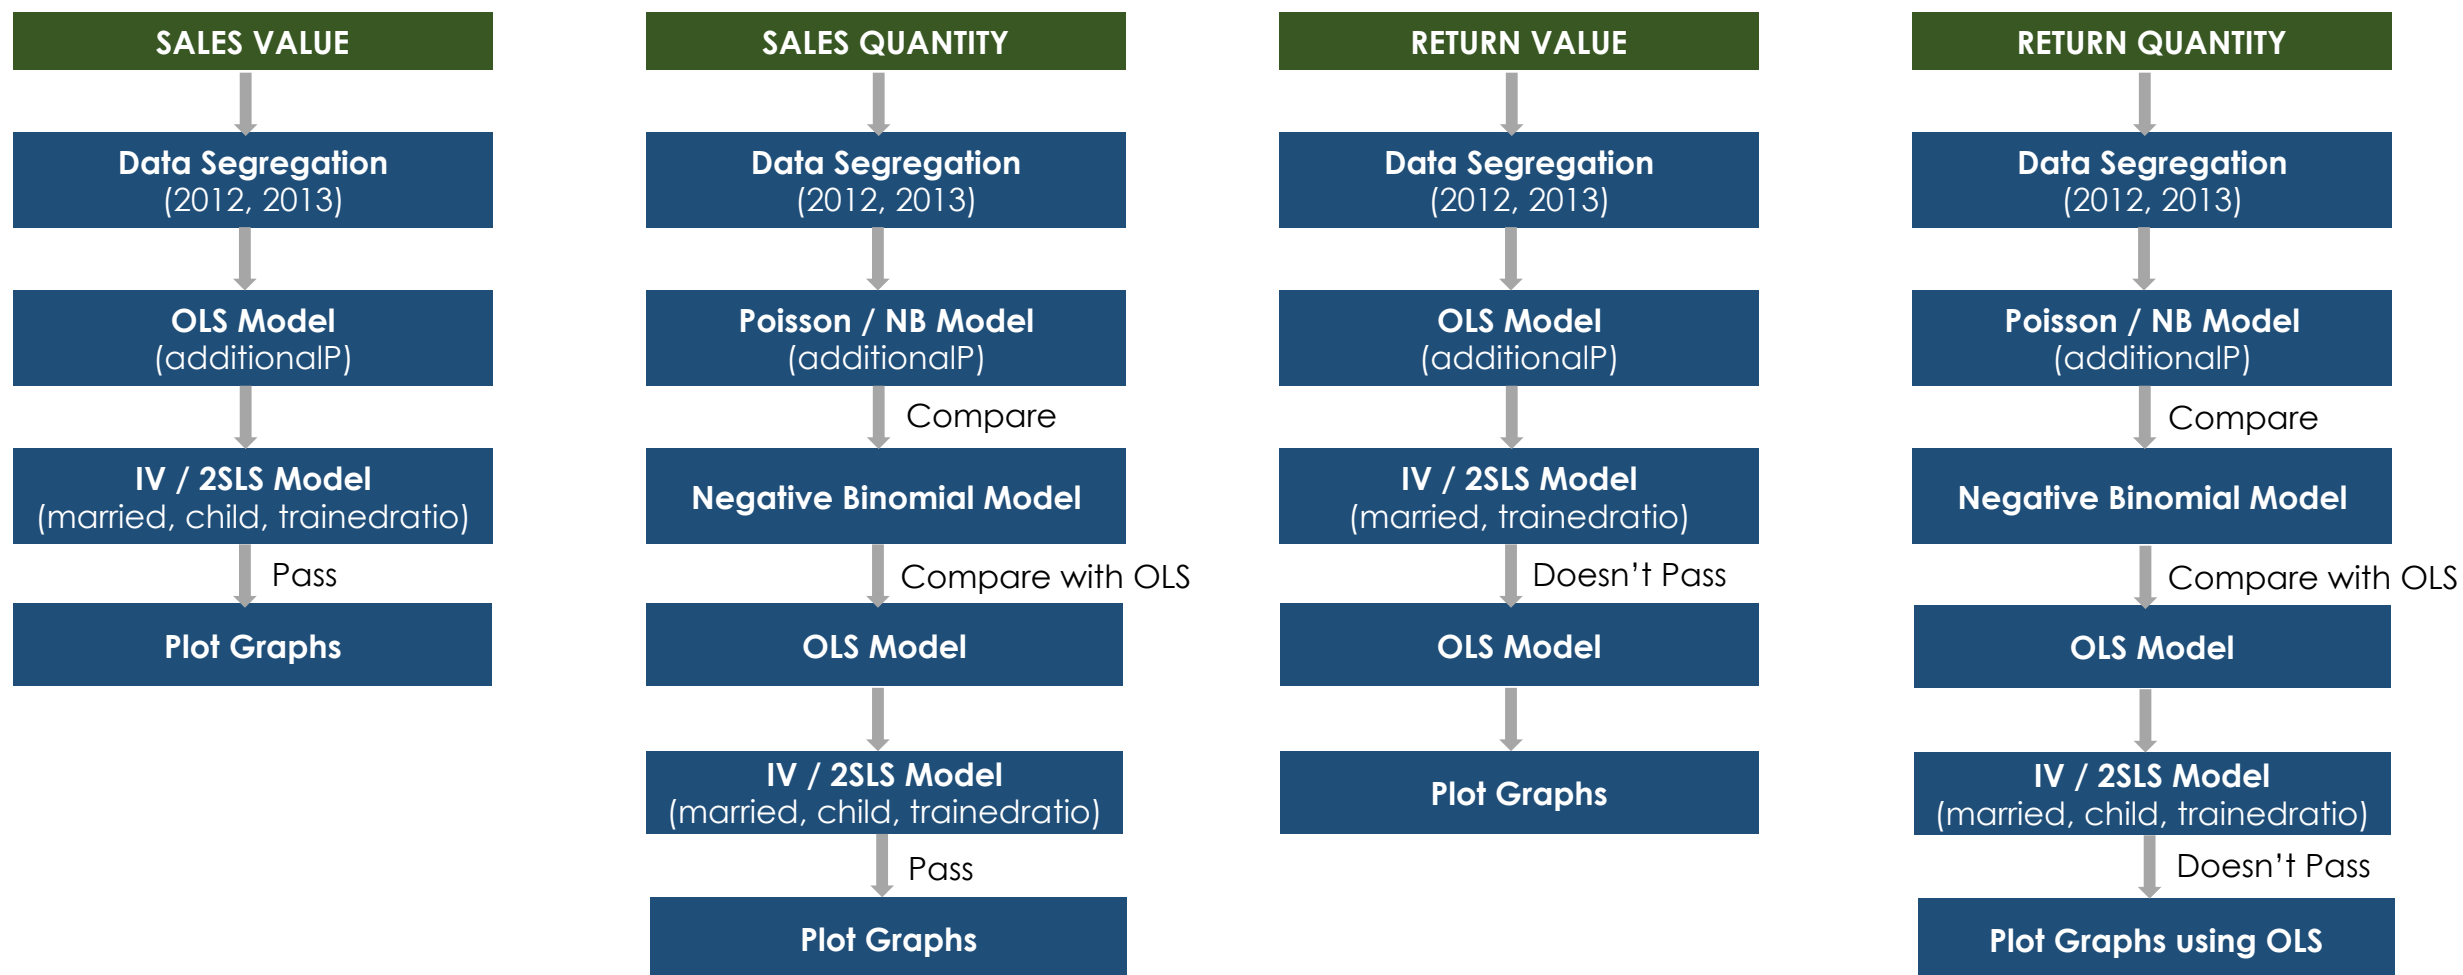 SALES VALUE
Data Segregation
(2012, 2013)
OLS Model
(additionalP)
IV / 2SLS Model
(married, child, trainedratio)
Pass
Plot Graphs
SALES QUANTITY
Data Segregation
(2012, 2013)
Poisson / NB Model
(additionalP)
Compare
Negative Binomial Model
Compare with OLS
OLS Model
IV / 2SLS Model
(married, child, trainedratio)
Pass
Plot Graphs
RETURN VALUE
Data Segregation
(2012, 2013)
OLS Model
(additionalP)
IV / 2SLS Model
(married, trainedratio)
Doesn’t Pass
OLS Model
Plot Graphs
RETURN QUANTITY
Data Segregation
(2012, 2013)
Poisson / NB Model
(additionalP)
Compare
Negative Binomial Model
Compare with OLS
OLS Model
IV / 2SLS Model
(married, child, trainedratio)
Doesn’t Pass
Plot Graphs using OLS